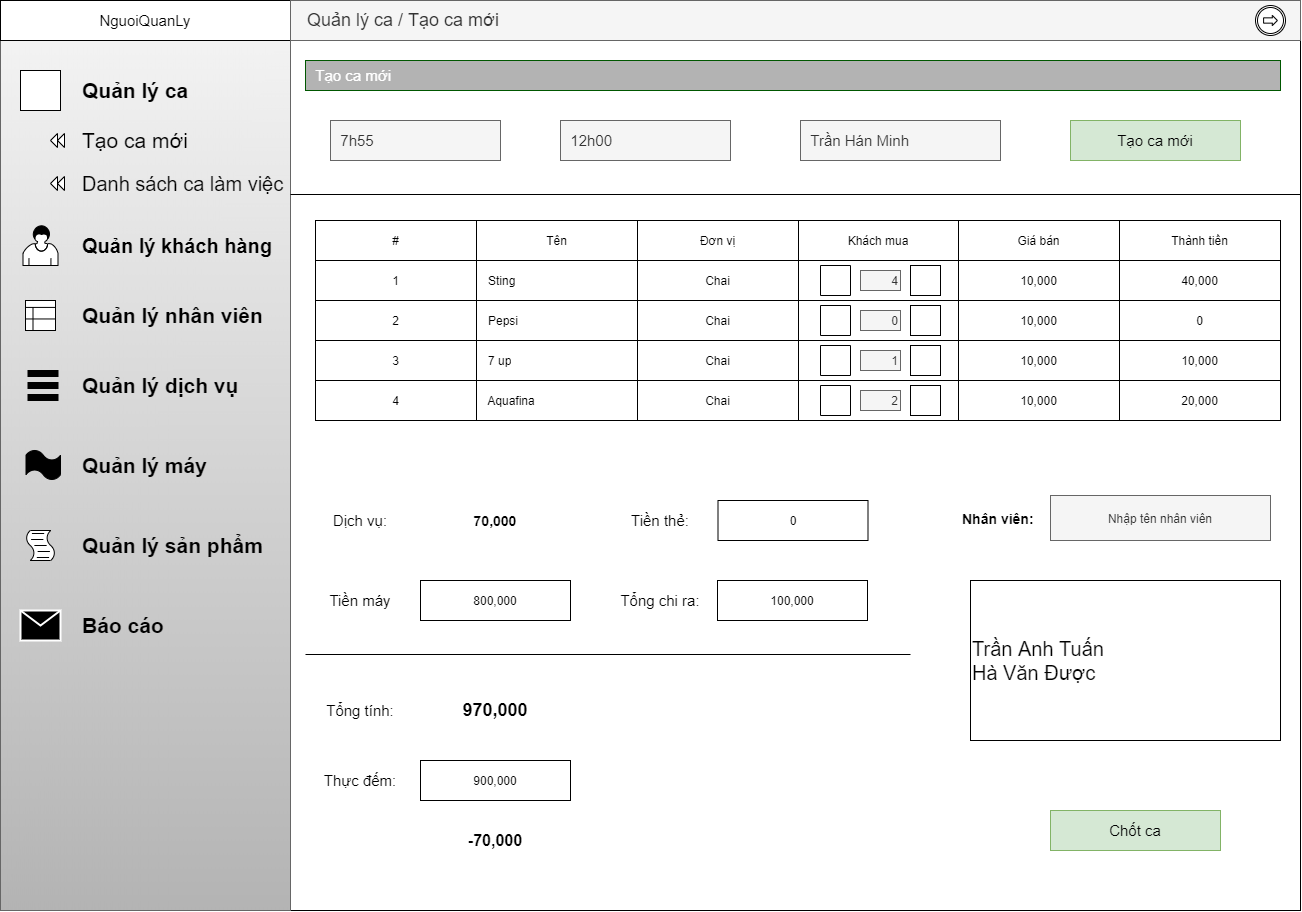 NguoiQuanLy
Quản lý ca / Tạo ca mới
Quản lý ca
Tạo ca mới
Danh sách ca làm việc
Quản lý khách hàng
Quản lý nhân viên
Quản lý dịch vụ
Quản lý máy
Quản lý sản phẩm
Báo cáo
Tạo ca mới
7h55 12h00 Trần Hán Minh Tạo ca mới
# Tên Đơn vị Khách mua Giá bán Thành tiền
1 Sting Chai 4 10,000 40,000
2 Pepsi Chai 0 10,000 0
3 7 up Chai 1 10,000 10,000
4 Aquafina Chai 2 10,000 20,000
Dịch vụ: 70,000 Tiền thẻ: 0 Nhân viên: Nhập tên nhân viên
Tiền máy 800,000 Tổng chi ra: 100,000
Trần Anh Tuấn
Hà Văn Được
Tổng tính: 970,000
Thực đếm: 900,000
-70,000
Chốt ca